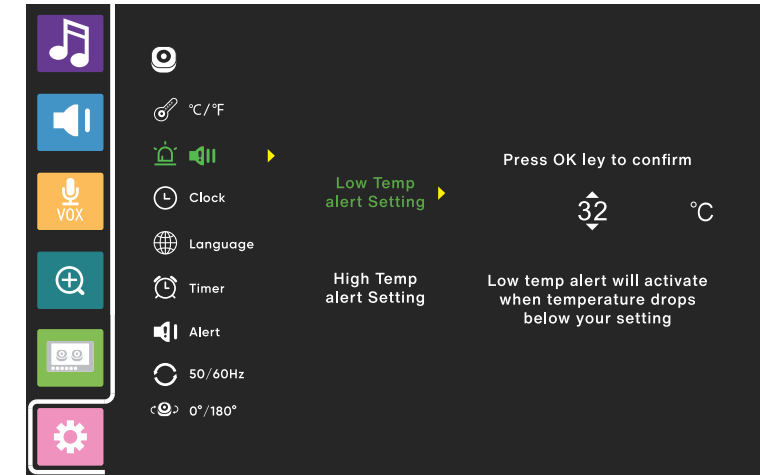 VOX
°C/°F
Clock
Language
Timer
Alert
50/60Hz
0°/180°
Low Temp
alert Setting
High Temp
alert Setting
Press OK ley to confirm
32 °C
Low temp alert will activate
when temperature drops
below your setting